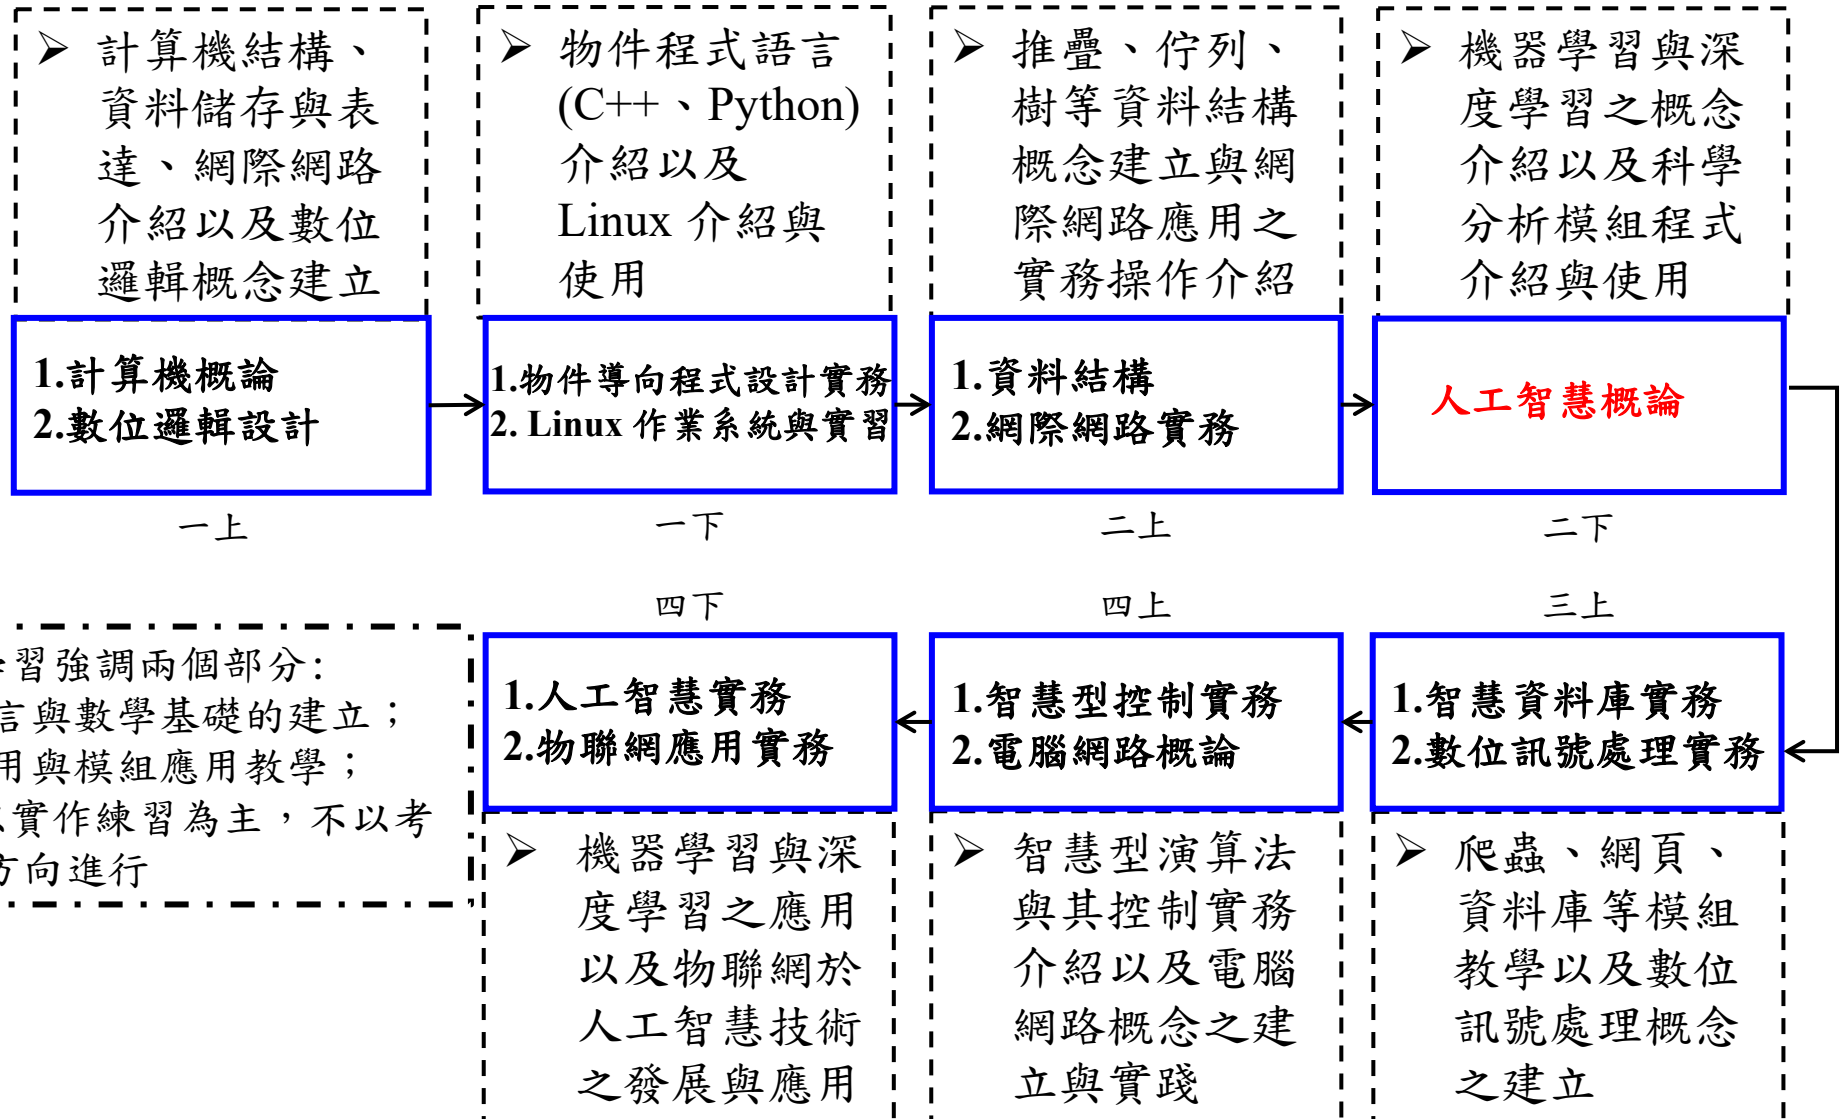 ➢ 計算機結構、
資料儲存與表
達、網際網路
介紹以及數位
邏輯概念建立
➢ 物件程式語言
(C++、Python)
介紹以及
Linux 介紹與
使用
➢ 推疊、佇列、
樹等資料結構
概念建立與網
際網路應用之
實務操作介紹
➢ 機器學習與深
度學習之概念
介紹以及科學
分析模組程式
介紹與使用
1.計算機概論
2.數位邏輯設計
1.物件導向程式設計實務
2. Linux 作業系統與實習
1.資料結構
2.網際網路實務
人工智慧概論
一上
一下
二上
二下
四下
四上
三上
習強調兩個部分:
言與數學基礎的建立；
用與模組應用教學；
實作練習為主，不以考
方向進行
1.人工智慧實務
2.物聯網應用實務
1.智慧型控制實務
2.電腦網路概論
1.智慧資料庫實務
2.數位訊號處理實務
➢ 機器學習與深
度學習之應用
以及物聯網於
人工智慧技術
之發展與應用
➢ 智慧型演算法
與其控制實務
介紹以及電腦
網路概念之建
立與實踐
➢ 爬蟲、網頁、
資料庫等模組
教學以及數位
訊號處理概念
之建立